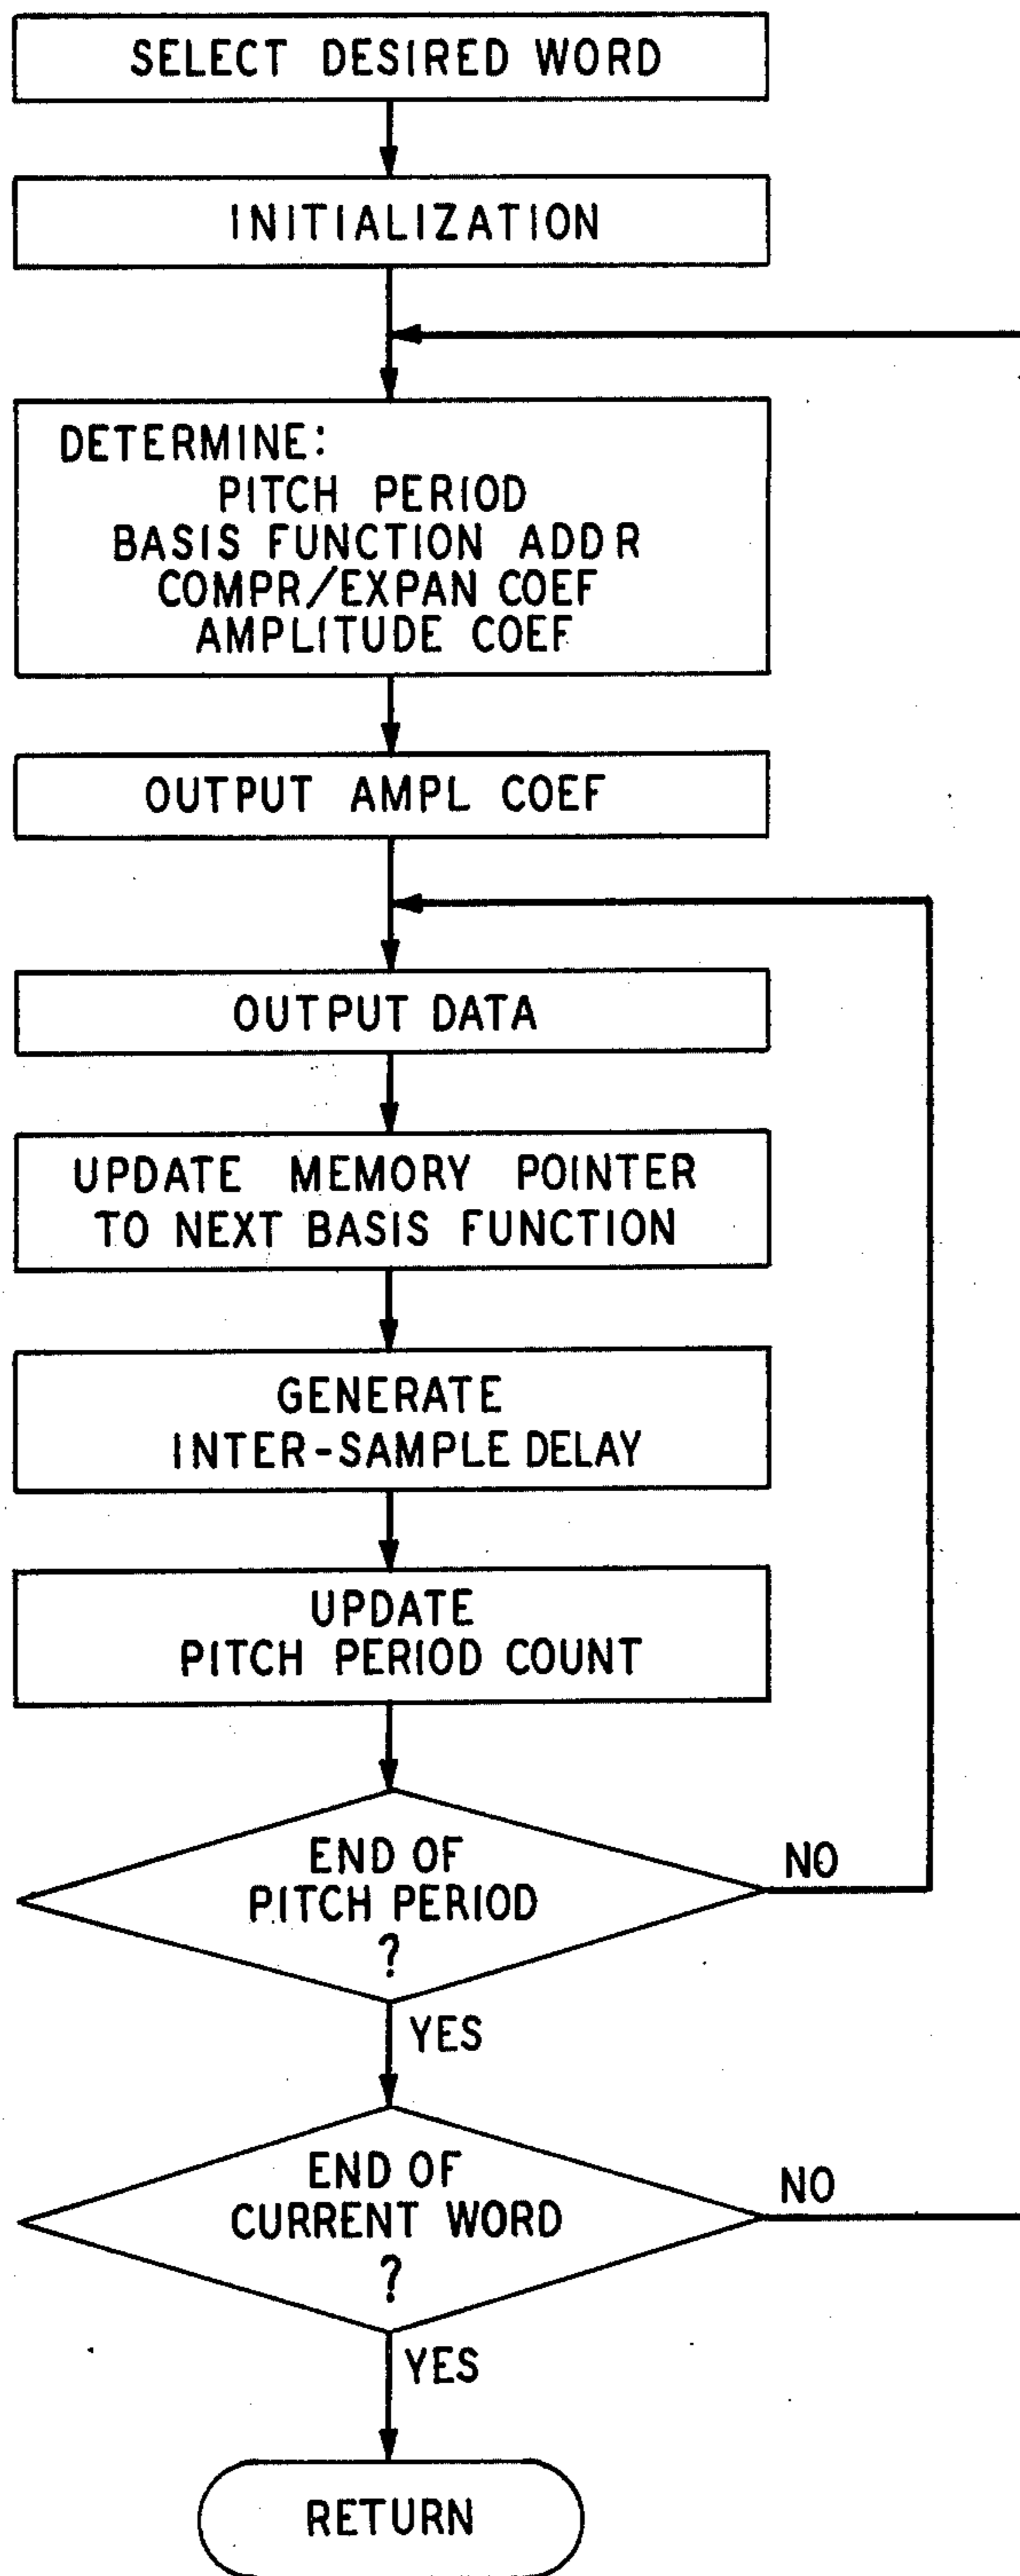 SELECT DESIRED WORD
INITIALIZATION
DETERMINE:
PITCH PERIOD
BASIS FUNCTION ADDR
COMPR/EXPAN COEF
AMPLITUDE COEF
OUTPUT AMPL COEF
OUTPUT DATA
UPDATE MEMORY POINTER
TO NEXT BASIS FUNCTION
GENERATE
INTER-SAMPLE DELAY
UPDATE
PITCH PERIOD COUNT
END OF
PITCH PERIOD
?
NO
YES
END OF
CURRENT WORD
?
NO
YES
RETURN